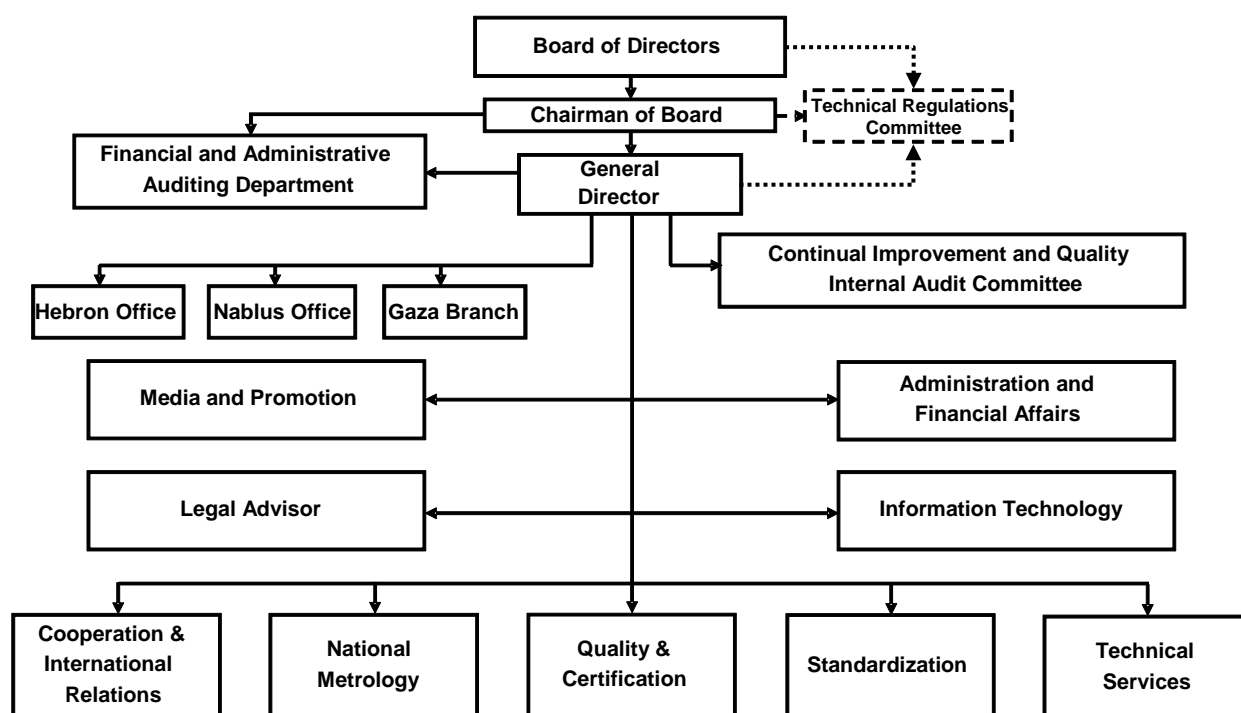 Board of Directors
Chairman of Board
Technical Regulations
Committee
Financial and Administrative
Auditing Department
General
Director
Continual Improvement and Quality
Internal Audit Committee
Hebron Office
Nablus Office
Gaza Branch
Media and Promotion
Administration and
Financial Affairs
Legal Advisor
Information Technology
Cooperation &
International
Relations
National
Metrology
Quality &
Certification
Standardization
Technical
Services